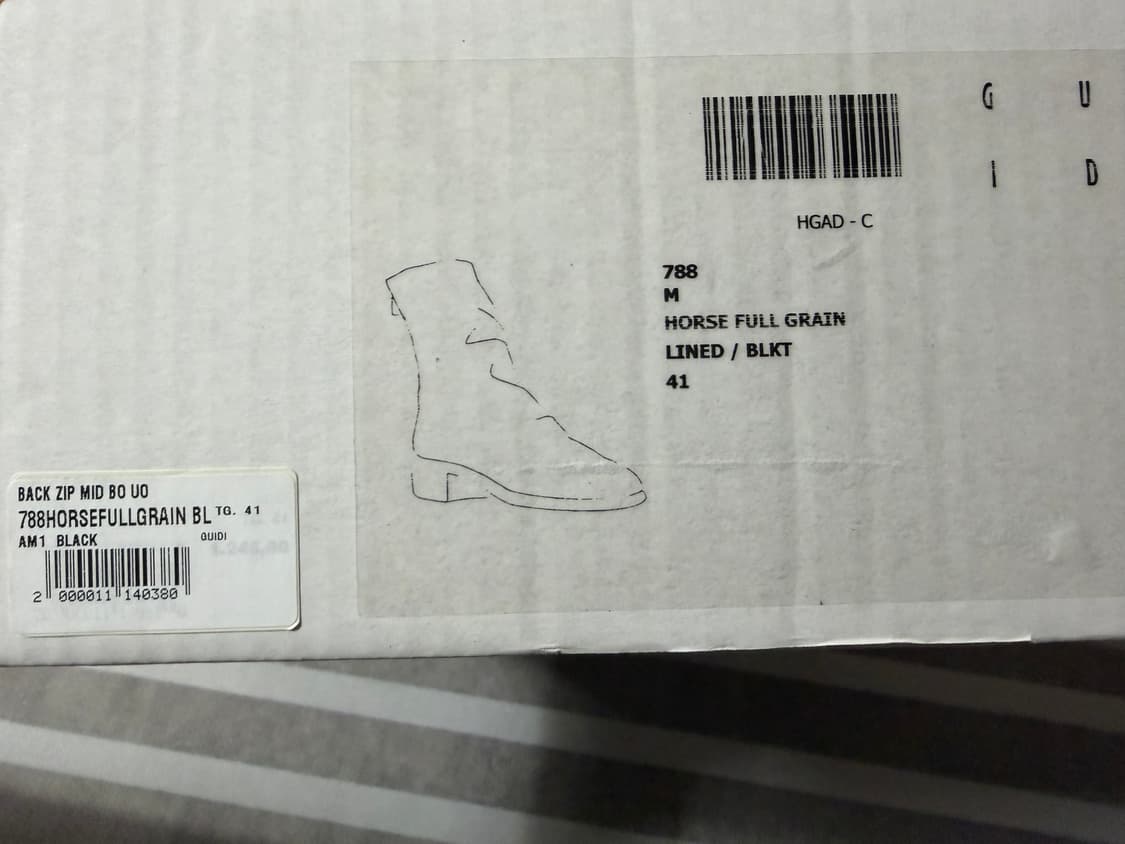 G U
I D
HGAD - C
788
M
HORSE FULL GRAIN
LINED / BLKT
41
BACK ZIP MID BO UO
788HORSEFULLGRAIN BL TG. 41
AM1 BLACK GUIDI
2 000011 140380